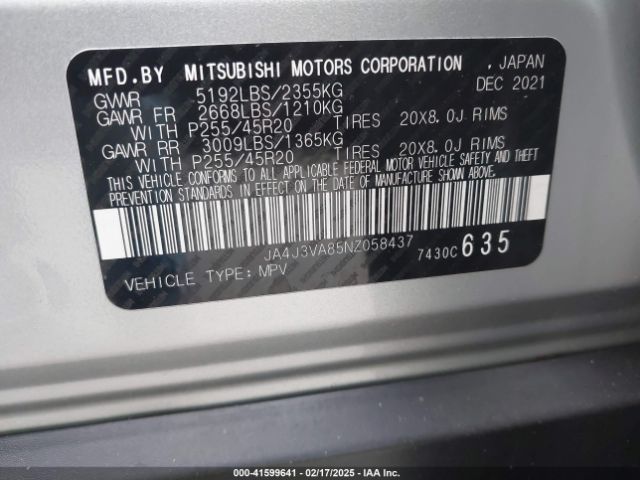 MFD.BY MITSUBISHI MOTORS CORPORATION , JAPAN
GVWR 5192LBS/2355KG DEC 2021
GAWR FR 2668LBS/1210KG
WITH P255/45R20 TIRES 20X8.0J RIMS
GAWR RR 3009LBS/1365KG
WITH P255/45R20 TIRES 20X8.0J RIMS
THIS VEHICLE CONFORMS TO ALL APPLICABLE FEDERAL MOTOR VEHICLE SAFETY AND THEFT
PREVENTION STANDARDS IN EFFECT ON THE DATE OF MANUFACTURE SHOWN ABOVE.
JA4J3VA85NZ058437
7430C635
VEHICLE TYPE: MPV
000-41599641 / 02/17/2025 - IAA Inc.